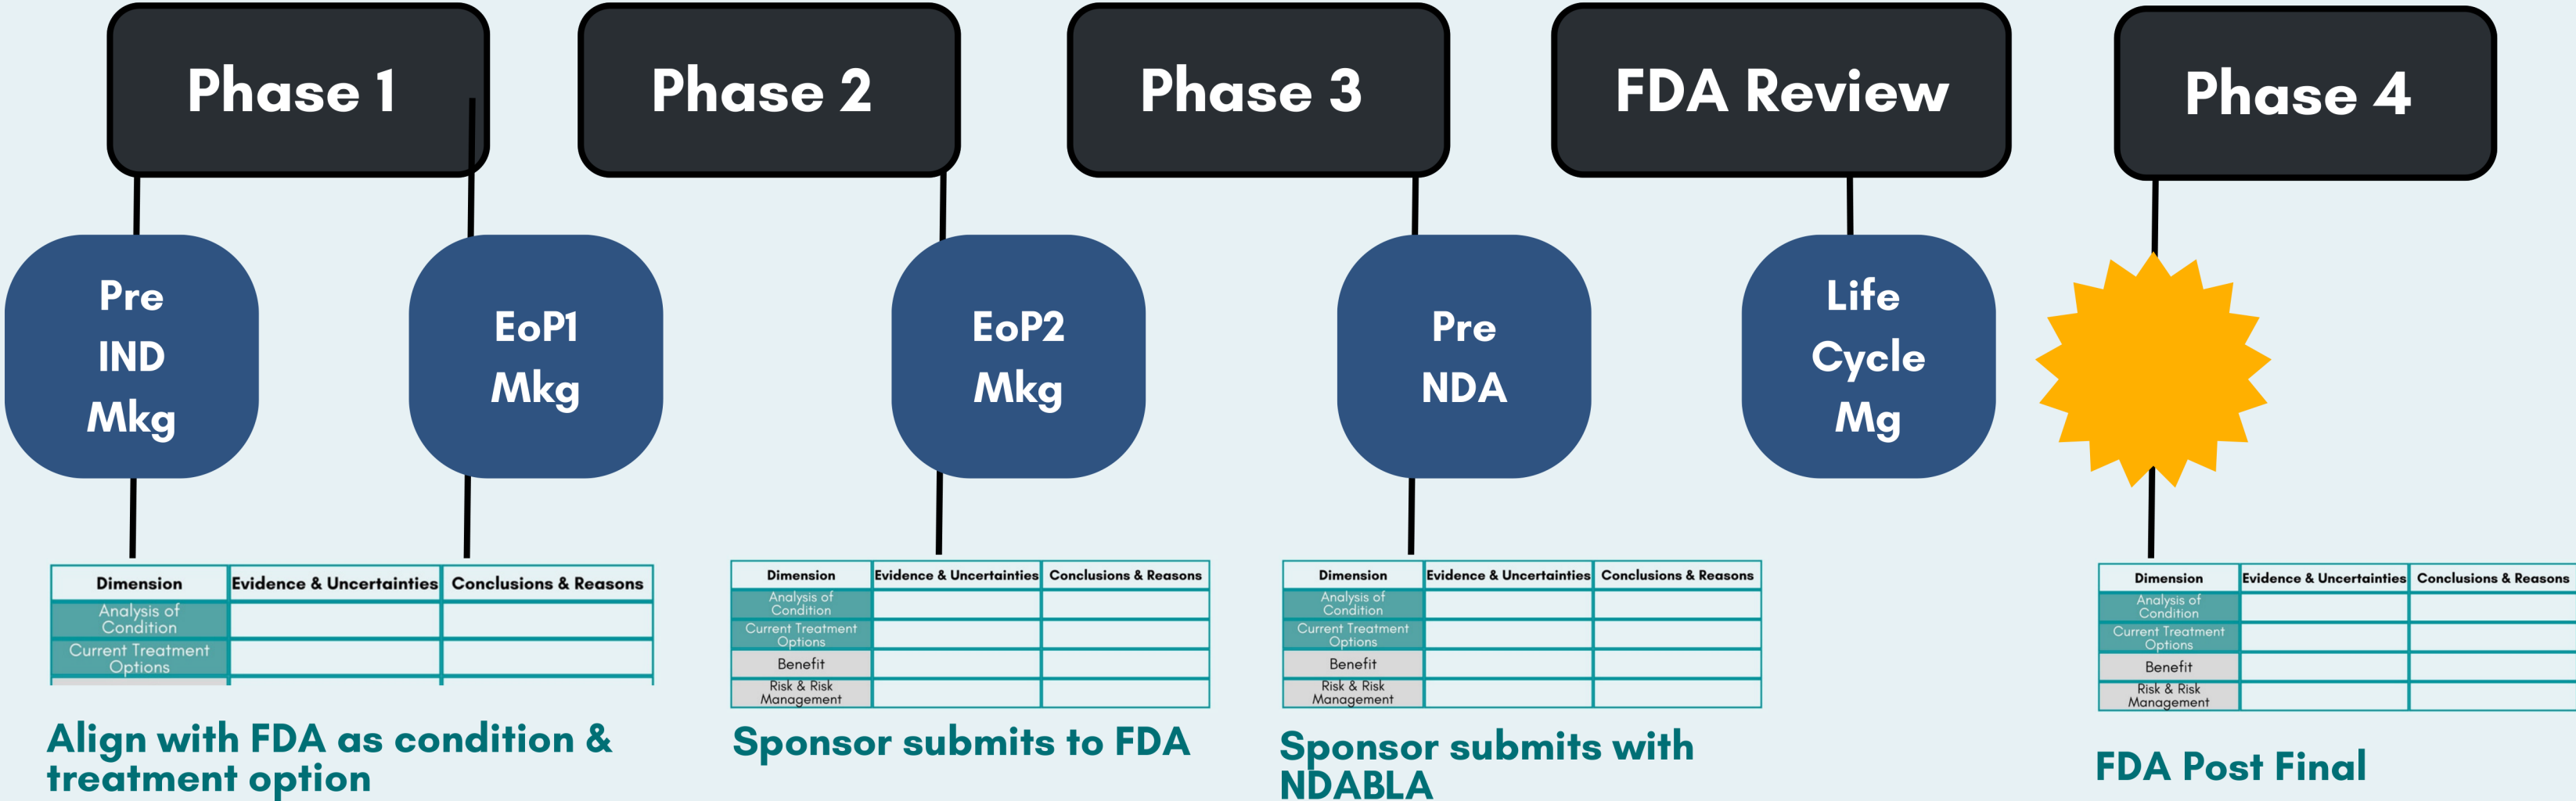 Phase 1
Phase 2
Phase 3
FDA Review
Phase 4
Pre
IND
Mkg
EoP1
Mkg
EoP2
Mkg
Pre
NDA
Life
Cycle
Mg
Dimension
Evidence & Uncertainties
Conclusions & Reasons
Analysis of
Condition
Current Treatment
Options
Align with FDA as condition &
treatment option
Dimension
Evidence & Uncertainties
Conclusions & Reasons
Analysis of
Condition
Current Treatment
Options
Benefit
Risk & Risk
Management
Sponsor submits to FDA
Dimension
Evidence & Uncertainties
Conclusions & Reasons
Analysis of
Condition
Current Treatment
Options
Benefit
Risk & Risk
Management
Sponsor submits with
NDABLA
Dimension
Evidence & Uncertainties
Conclusions & Reasons
Analysis of
Condition
Current Treatment
Options
Benefit
Risk & Risk
Management
FDA Post Final